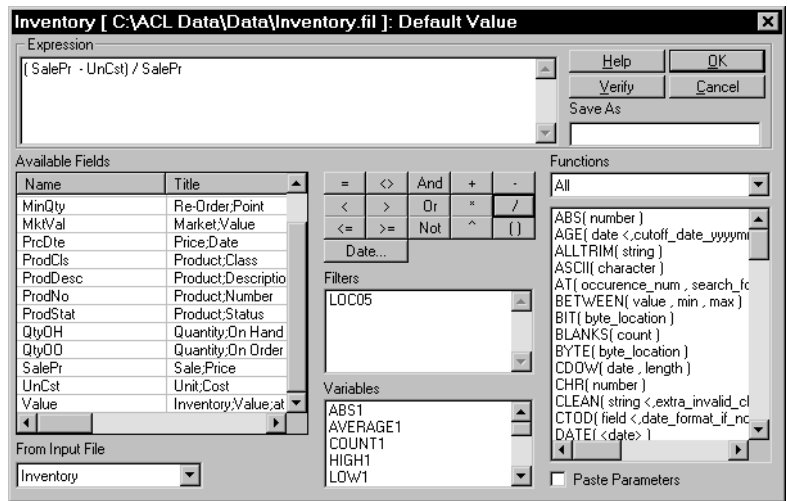 Inventory [ C:\ACL Data\Data\Inventory.fil ]: Default Value
Expression
( SalePr - UnCst) / SalePr
Help OK
Verify Cancel
Save As
Available Fields
Name Title
MinQty Re-Order;Point
MktVal Market;Value
PrcDte Price;Date
ProdCls Product;Class
ProdDesc Product;Descriptio
ProdNo Product;Number
ProdStat Product;Status
QtyOH Quantity;On Hand
QtyOO Quantity;On Order
SalePr Sale;Price
UnCst Unit;Cost
Value Inventory;Value;at
From Input File
Inventory
= <> And + -
< > Or * /
<= >= Not ^ ( )
Date...
Filters
LOC05
Variables
ABS1
AVERAGE1
COUNT1
HIGH1
LOW1
Functions
All
ABS( number )
AGE( date <,cutoff_date_yyymm
ALLTRIM( string )
ASCII( character )
AT( occurence_num , search_fo
BETWEEN( value , min , max )
BIT( byte_location )
BLANKS( count )
BYTE( byte_location )
CDOW( date , length )
CHR( number )
CLEAN( string <,extra_invalid_cl
CTOD( field <,date_format_if_nc
DATE( <date> )
Paste Parameters